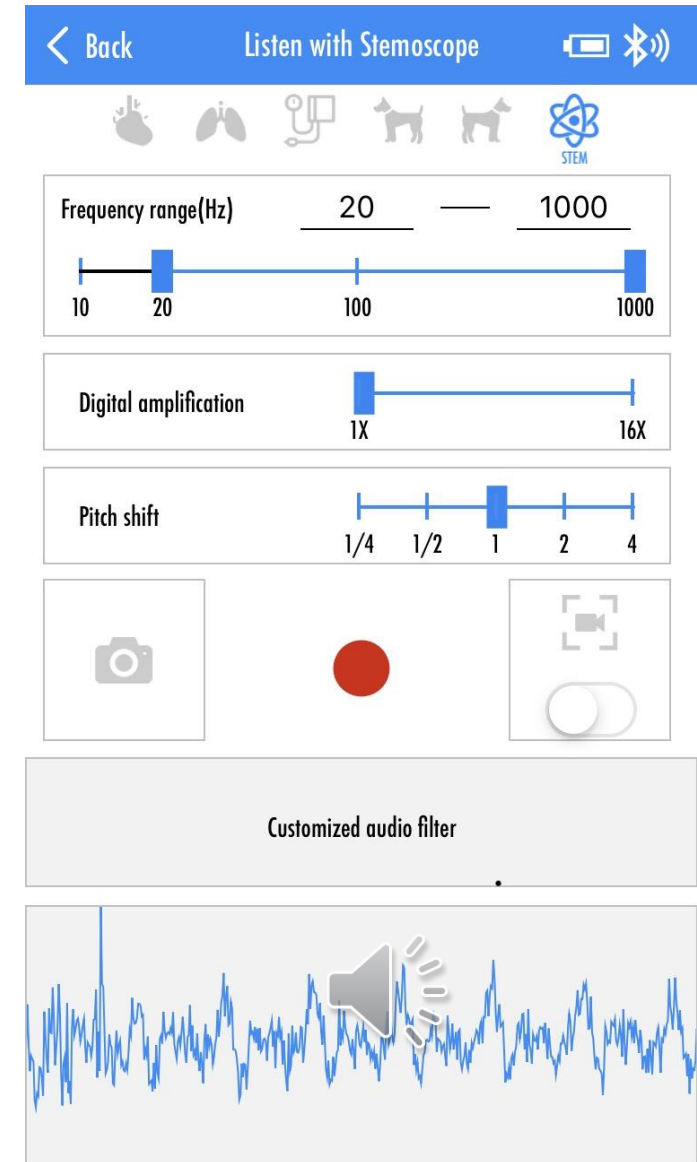 Back Listen with Stemoscope
STEM
Frequency range(Hz) 20 — 1000
10 20 100 1000
Digital amplification
1X 16X
Pitch shift
1/4 1/2 1 2 4
Customized audio filter